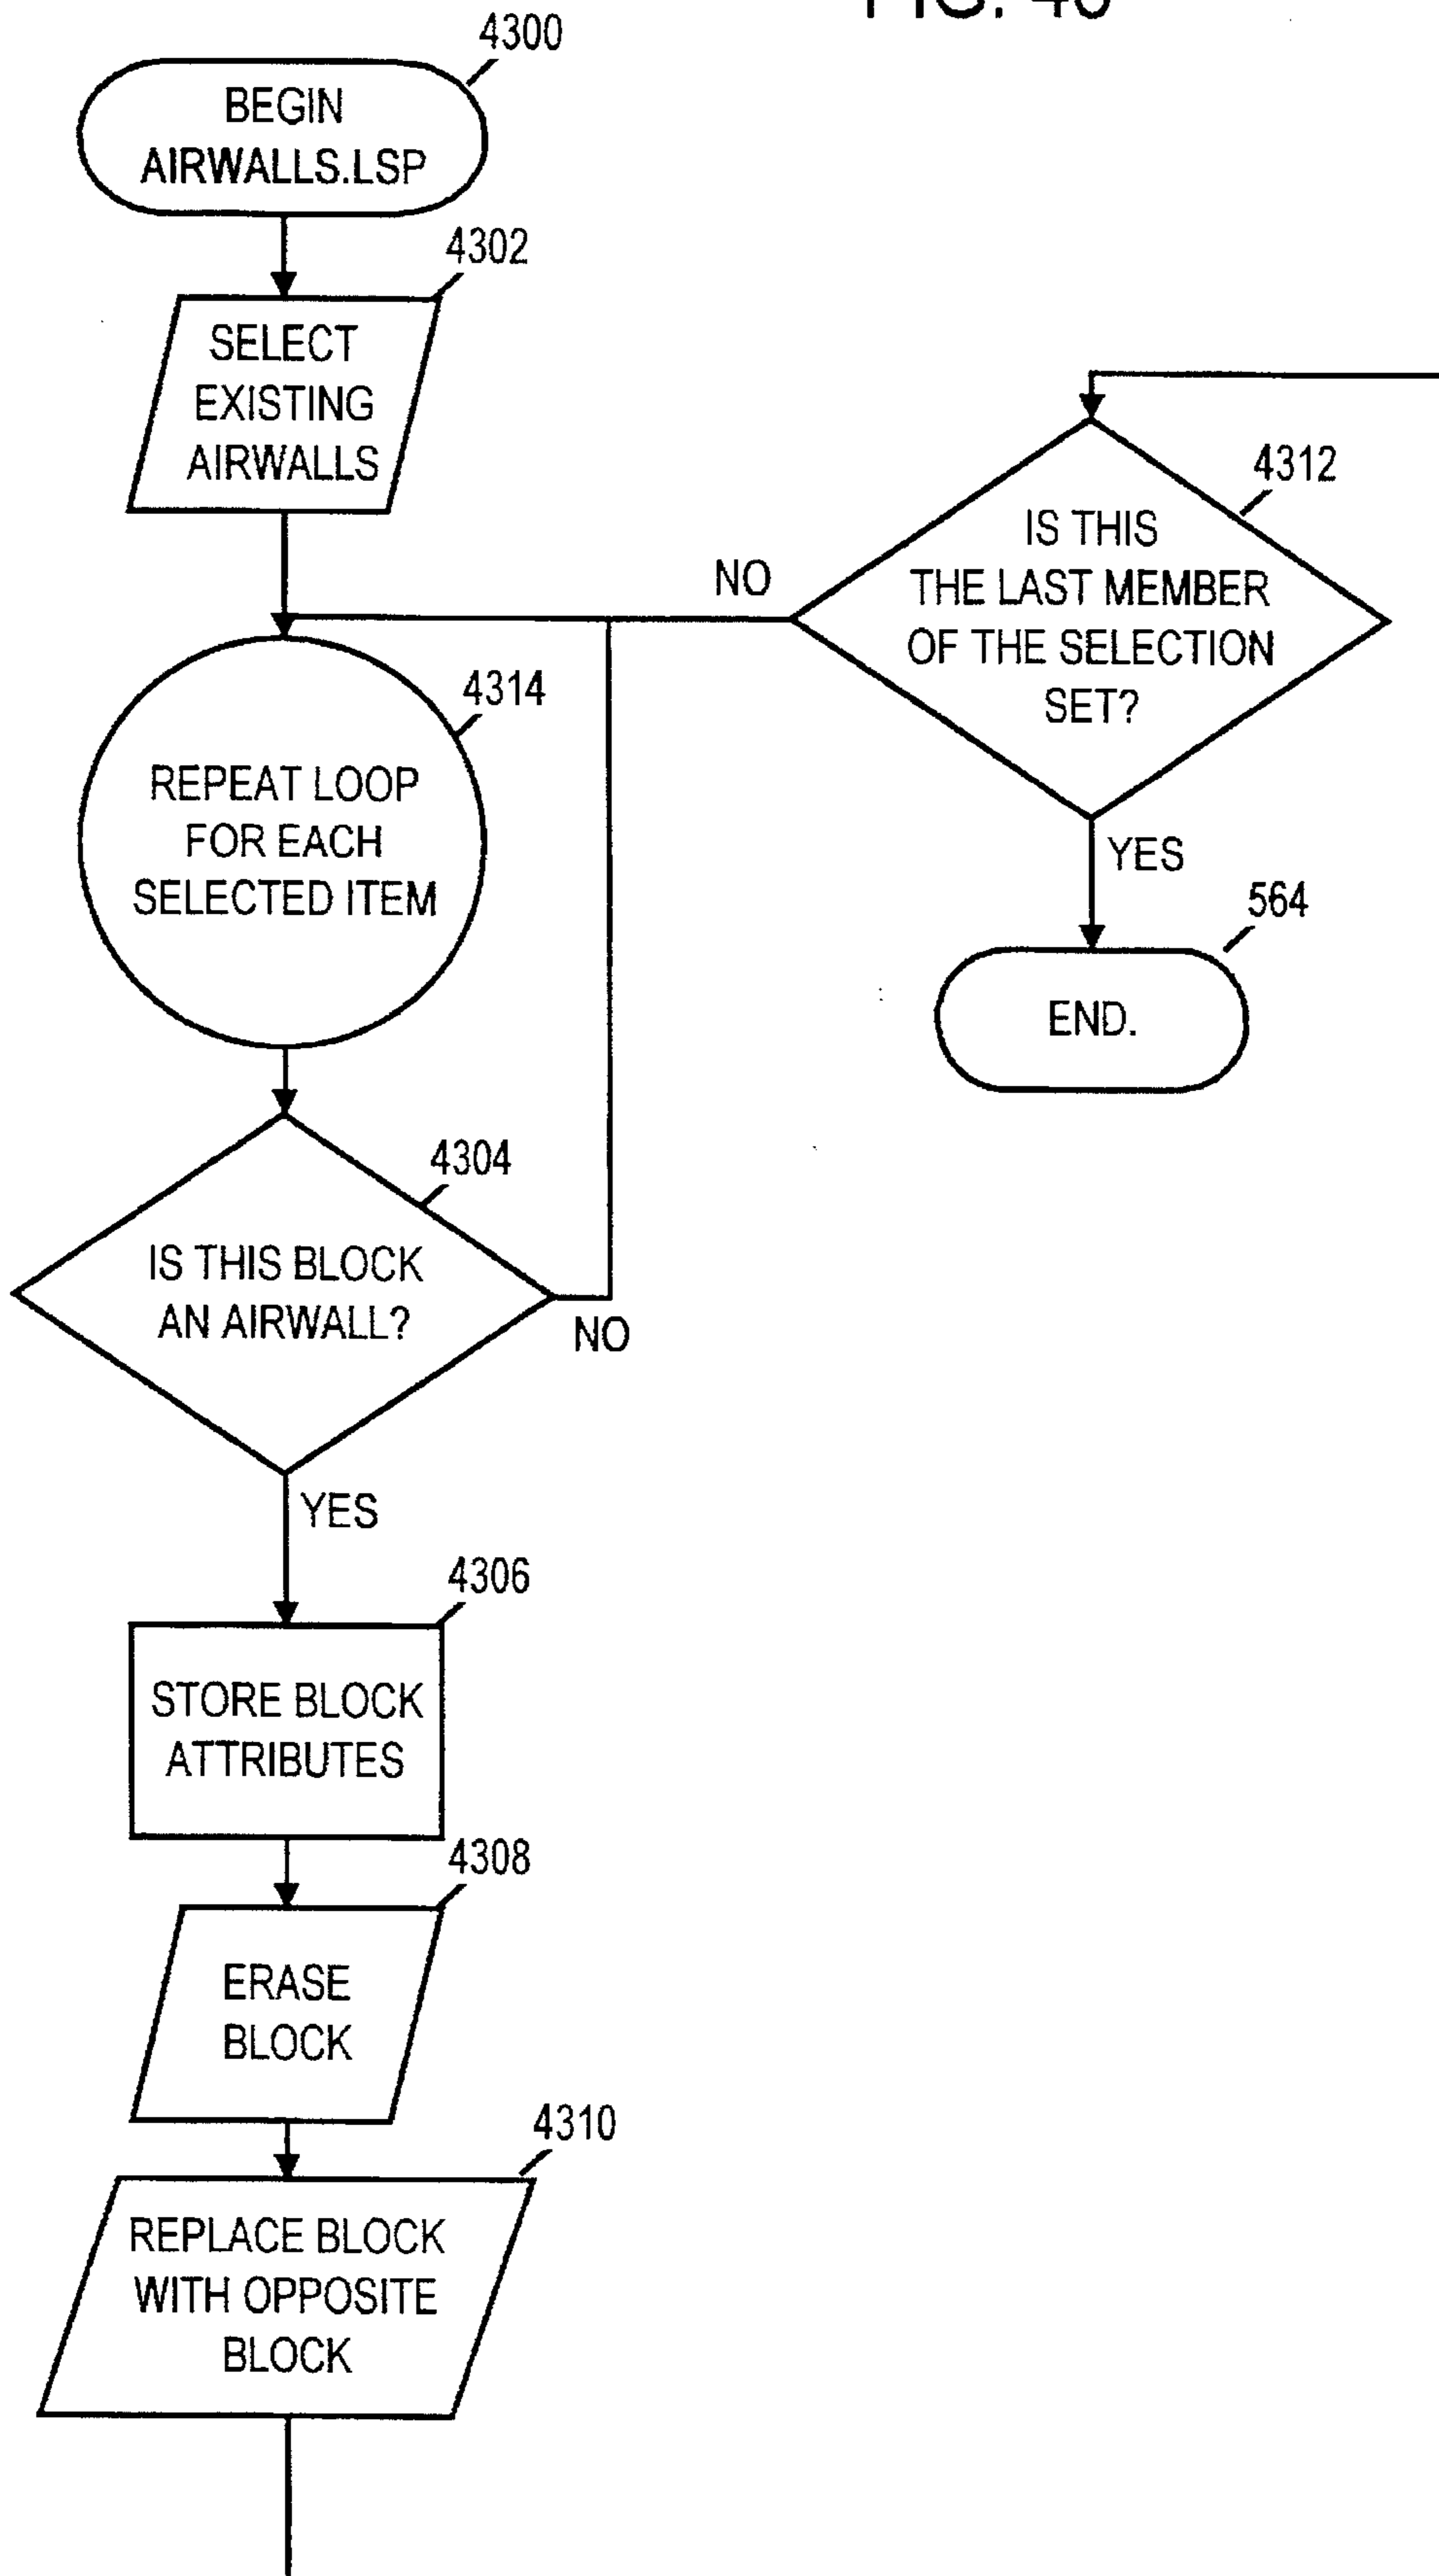 4300
BEGIN
AIRWALLS.LSP
4302
SELECT
EXISTING
AIRWALLS
4314
REPEAT LOOP
FOR EACH
SELECTED ITEM
4304
IS THIS BLOCK
AN AIRWALL?
NO
YES
4306
STORE BLOCK
ATTRIBUTES
4308
ERASE
BLOCK
4310
REPLACE BLOCK
WITH OPPOSITE
BLOCK
FIG.
4312
IS THIS
THE LAST MEMBER
OF THE SELECTION
SET?
NO
YES
564
END.